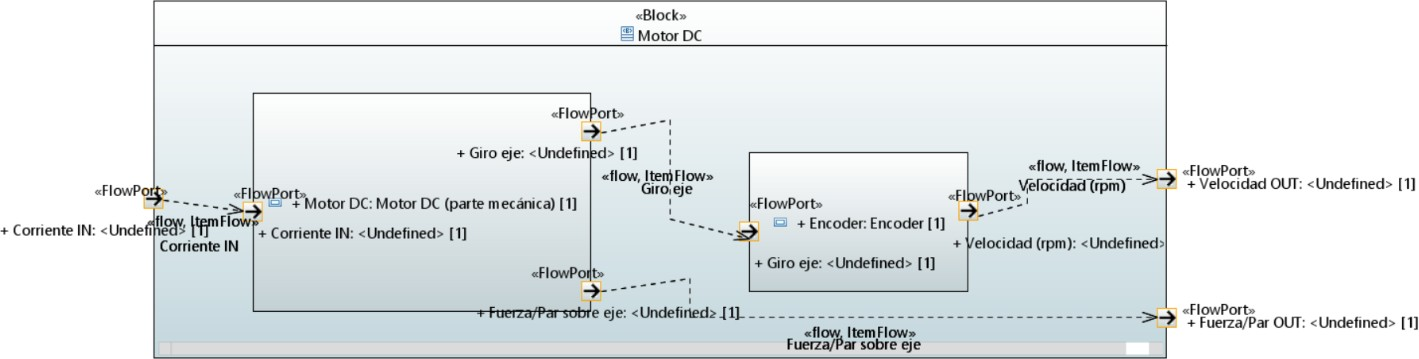 «Block»
Motor DC
«FlowPort»
+ Giro eje: <Undefined> [1]
«flow, ItemFlow»
Giro eje
«flow, ItemFlow»
Velocidad (rpm)
«FlowPort»
+ Velocidad OUT: <Undefined> [1]
«FlowPort»
+ Corriente IN: <Undefined> [1]
«flow, ItemFlow»
Corriente IN
«FlowPort»
+ Motor DC: Motor DC (parte mecánica) [1]
+ Corriente IN: <Undefined> [1]
«FlowPort»
+ Encoder: Encoder [1]
+ Giro eje: <Undefined> [1]
«FlowPort»
+ Velocidad (rpm): <Undefined>
«FlowPort»
+ Fuerza/Par sobre eje: <Undefined> [1]
«flow, ItemFlow»
Fuerza/Par sobre eje
«FlowPort»
+ Fuerza/Par OUT: <Undefined> [1]